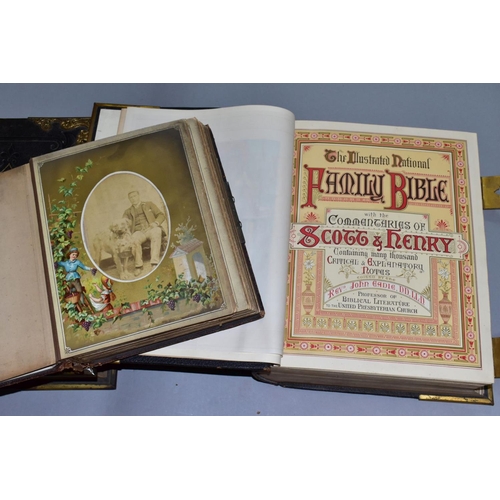 The Illustrated National
FAMILY BIBLE
with the
COMMENTARIES OF
SCOTT & HENRY
Containing many thousand
CRITICAL & EXPLANATORY
NOTES
REV. JOHN EADIE, D.D., LL.D.
PROFESSOR OF
BIBLICAL LITERATURE
TO THE UNITED PRESBYTERIAN CHURCH